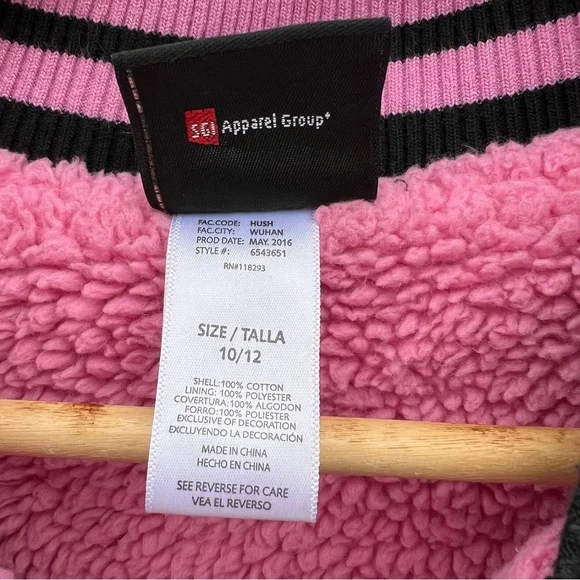 SGI Apparel Group+
FAC.CODE: HUSH
FAC.CITY: WUHAN
PROD DATE: MAY. 2016
STYLE #: 6543651
RN#118293
SIZE / TALLA
10/12
SHELL:100% COTTON
LINING: 100% POLYESTER
COVERTURA:100% ALGODON
FORRO:100% POLIESTER
EXCLUSIVE OF DECORATION
EXCLUYENDO LA DECORACIÓN
MADE IN CHINA
HECHO EN CHINA
SEE REVERSE FOR CARE
VEA EL REVERSO